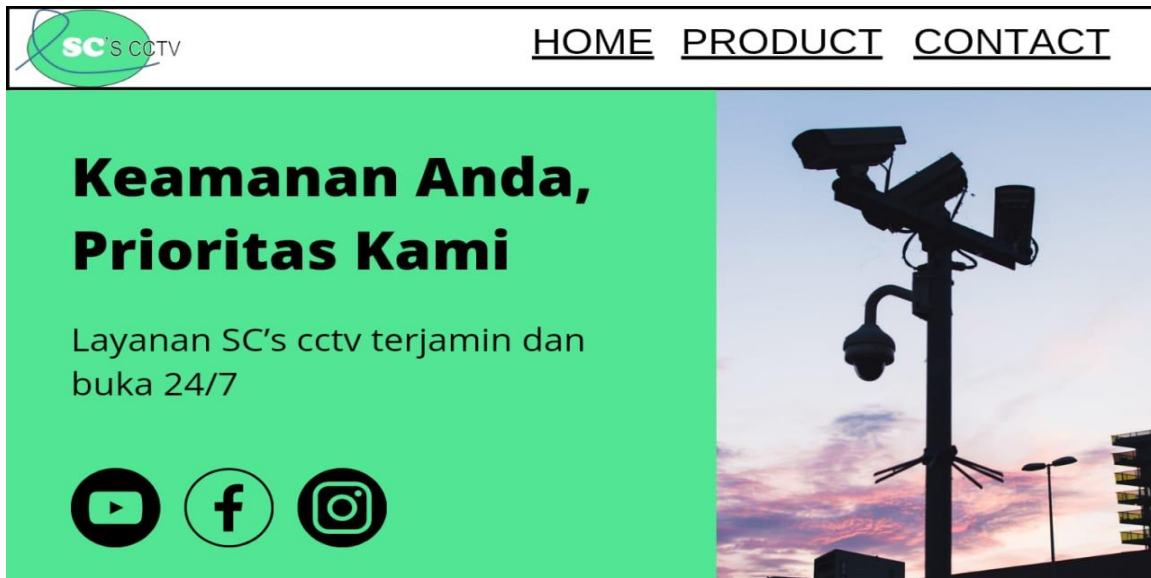 SC'S CCTV
HOME PRODUCT CONTACT
Keamanan Anda,
Prioritas Kami
Layanan SC's cctv terjamin dan
buka 24/7